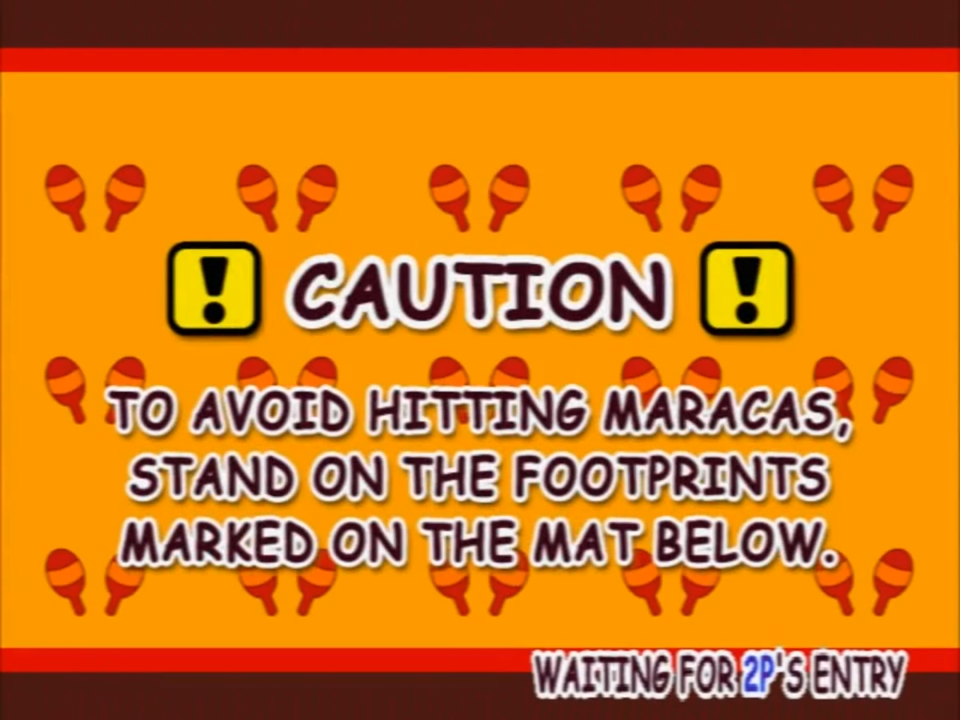 ! CAUTION !
TO AVOID HITTING MARACAS,
STAND ON THE FOOTPRINTS
MARKED ON THE MAT BELOW.
WAITING FOR 2P'S ENTRY